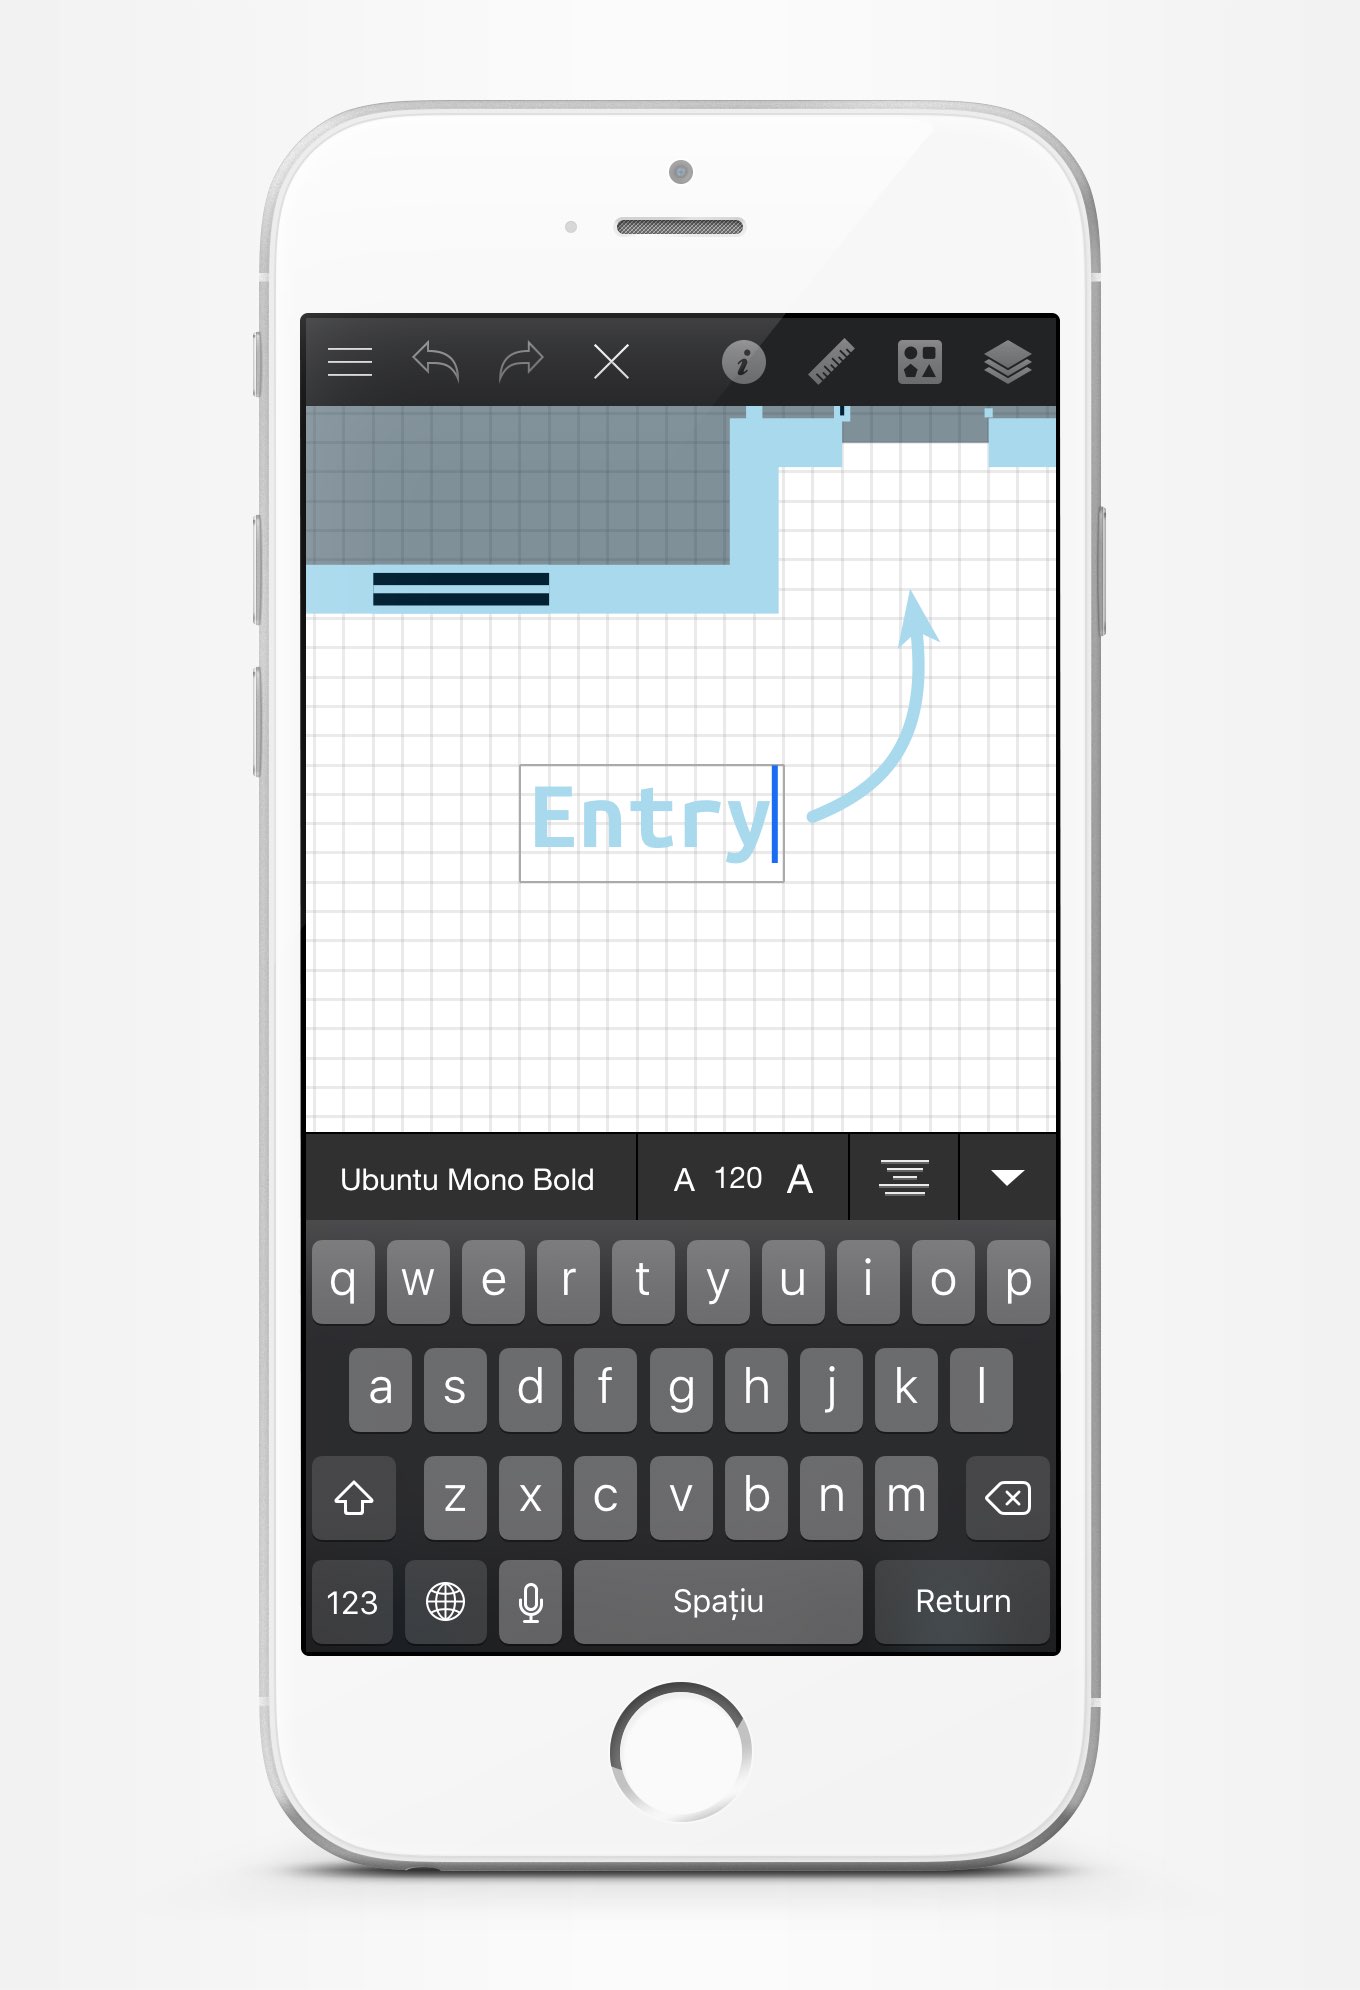 Entry
Ubuntu Mono Bold
A 120 A
q w e r t y u i o p
a s d f g h j k l
z x c v b n m
123 Spațiu Return